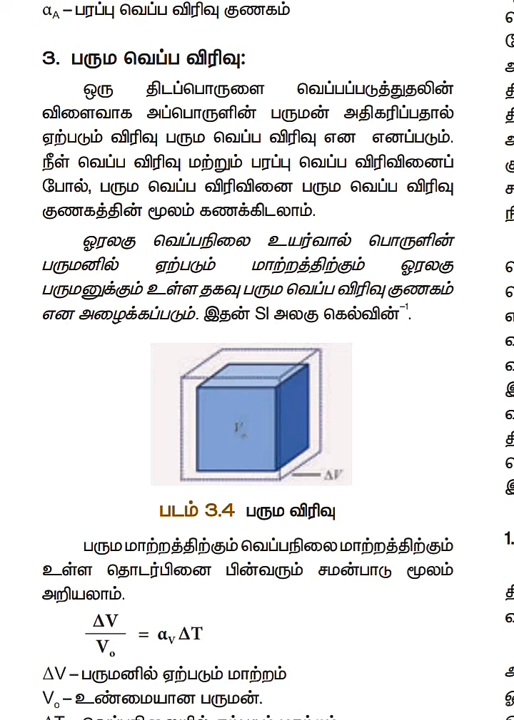 α_A – பரப்பு வெப்ப விரிவு குணகம்
3. பரும வெப்ப விரிவு:
ஒரு திடப்பொருளை வெப்பப்படுத்துதலின்
விளைவாக அப்பொருளின் பருமன் அதிகரிப்பதால்
ஏற்படும் விரிவு பரும வெப்ப விரிவு என எனப்படும்.
நீள் வெப்ப விரிவு மற்றும் பரப்பு வெப்ப விரிவினைப்
போல், பரும வெப்ப விரிவினை பரும வெப்ப விரிவு
குணகத்தின் மூலம் கணக்கிடலாம்.
ஓரலகு வெப்பநிலை உயர்வால் பொருளின்
பருமனில் ஏற்படும் மாற்றத்திற்கும் ஓரலகு
பருமனுக்கும் உள்ள தகவு பரும வெப்ப விரிவு குணகம்
என அழைக்கப்படும். இதன் SI அலகு கெல்வின்⁻¹.
V₀
ΔV
படம் 3.4 பரும விரிவு
பரும மாற்றத்திற்கும் வெப்பநிலை மாற்றத்திற்கும்
உள்ள தொடர்பினை பின்வரும் சமன்பாடு மூலம்
அறியலாம்.
ΔV
V₀ = α_V ΔT
ΔV – பருமனில் ஏற்படும் மாற்றம்
V₀ – உண்மையான பருமன்.